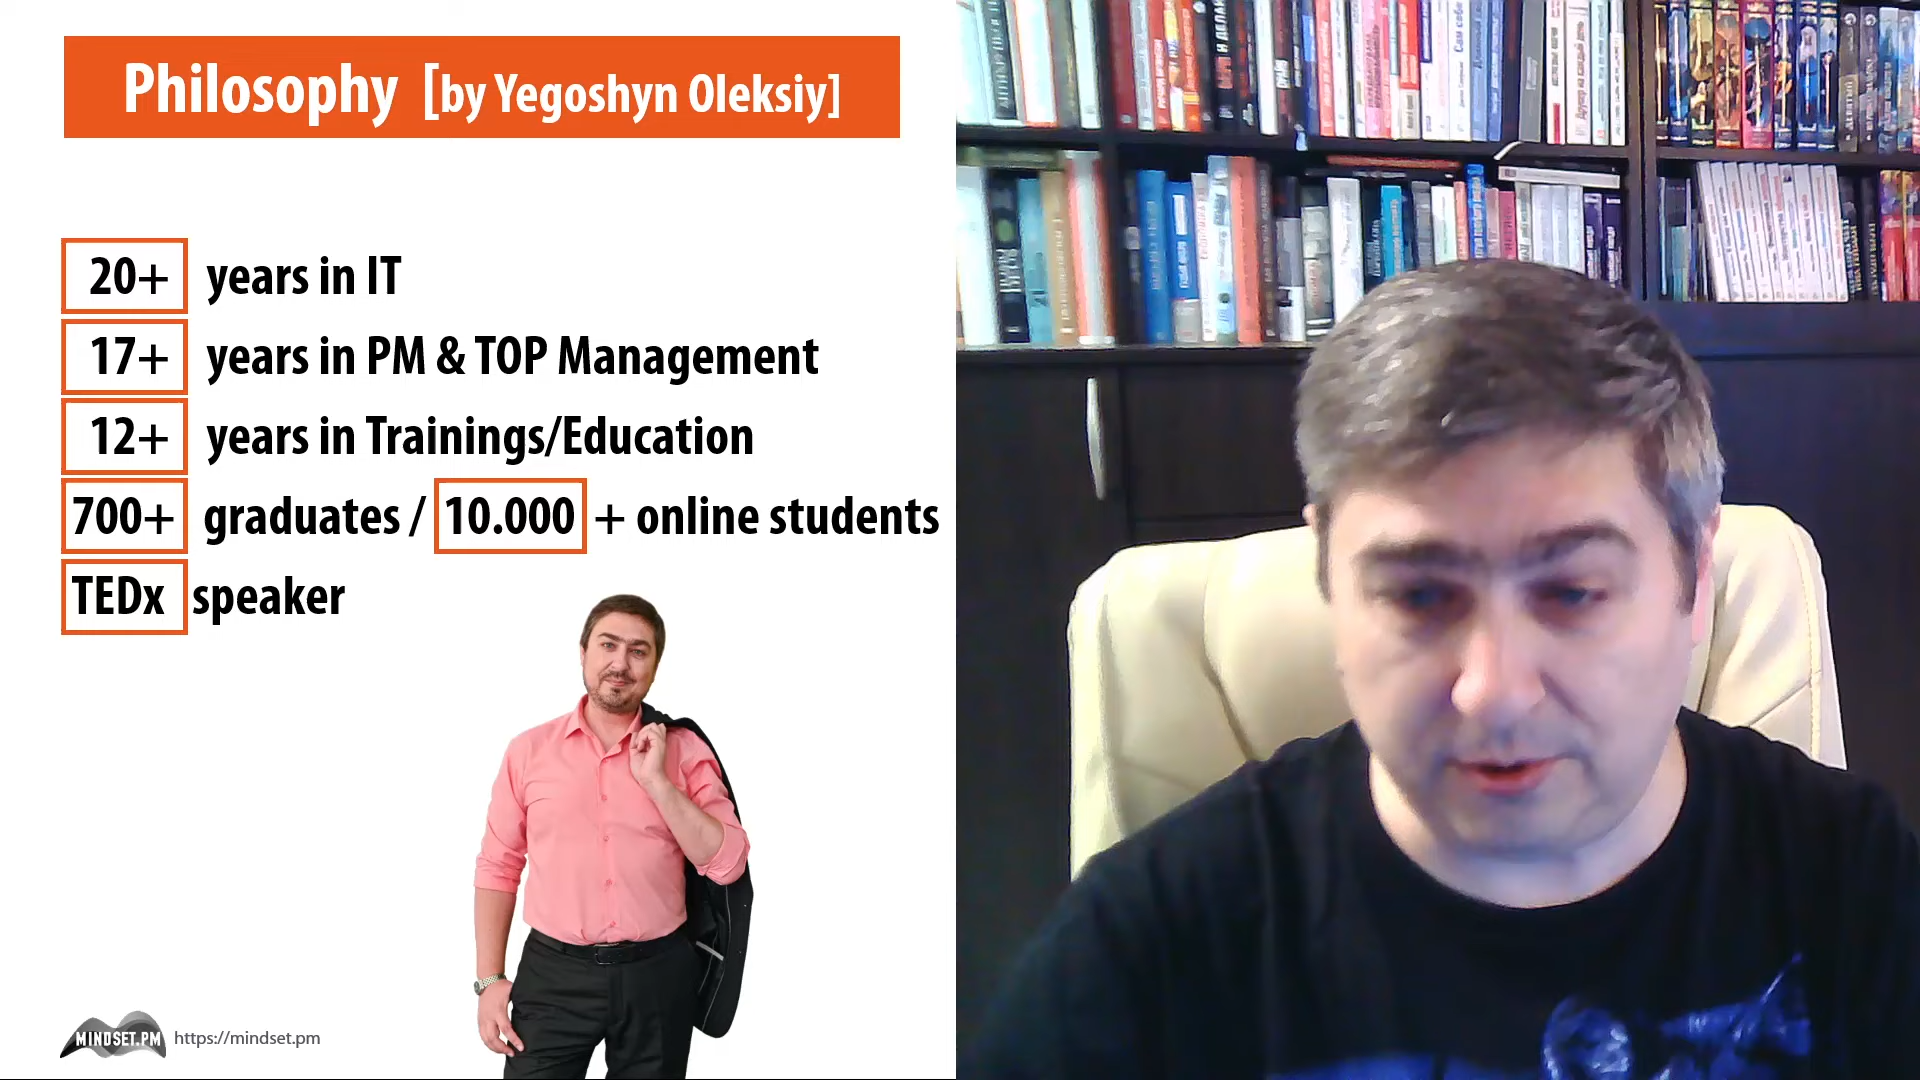 Philosophy [by Yegoshyn Oleksiy]
20+ years in IT
17+ years in PM & TOP Management
12+ years in Trainings/Education
700+ graduates / 10.000 + online students
TEDx speaker
MINDSET.PM https://mindset.pm